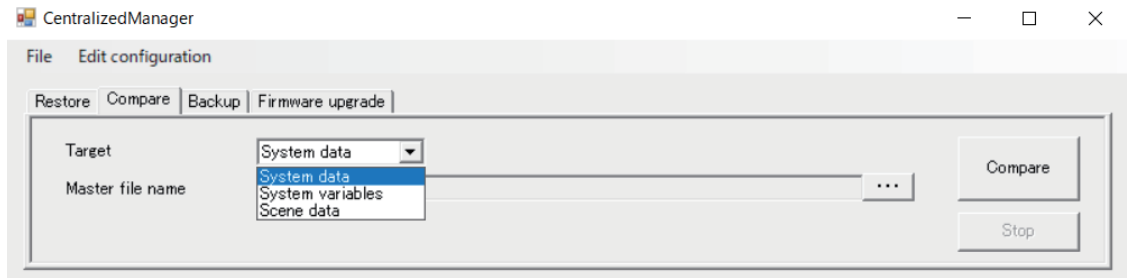 CentralizedManager
File Edit configuration
Restore Compare Backup Firmware upgrade
Target System data Compare
System data
Master file name ...
System variables
Scene data
Stop